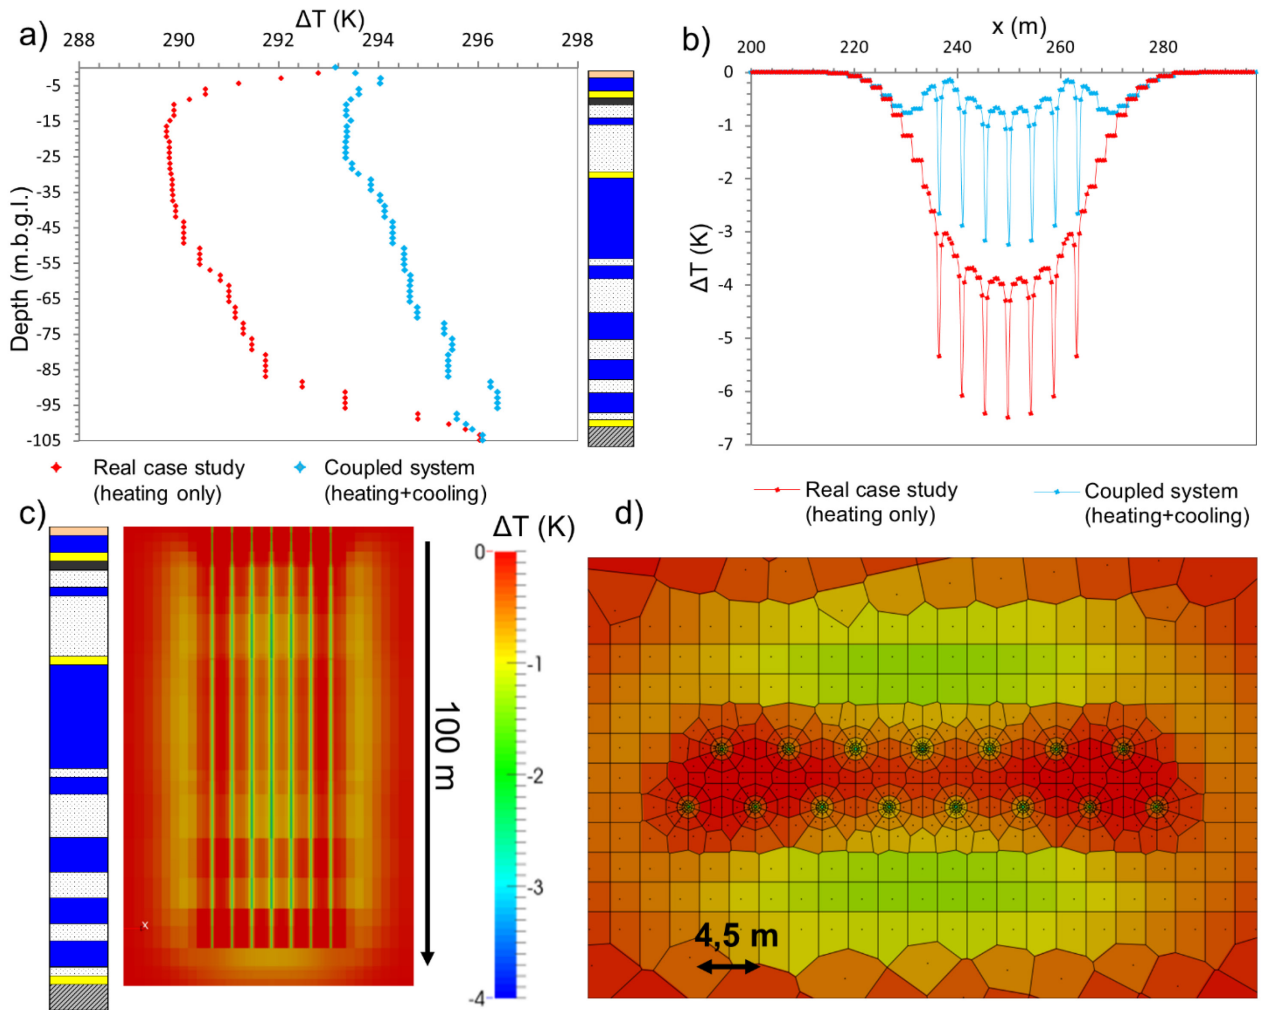 a)
ΔT (K)
288 290 292 294 296 298
Depth (m.b.g.l.)
-5
-15
-25
-35
-45
-55
-65
-75
-85
-95
-105
Real case study
(heating only)
Coupled system
(heating+cooling)
b)
x (m)
200 220 240 260 280
ΔT (K)
0
-1
-2
-3
-4
-5
-6
-7
Real case study
(heating only)
Coupled system
(heating+cooling)
c)
ΔT (K)
0
-1
-2
-3
-4
100 m
x
d)
4,5 m